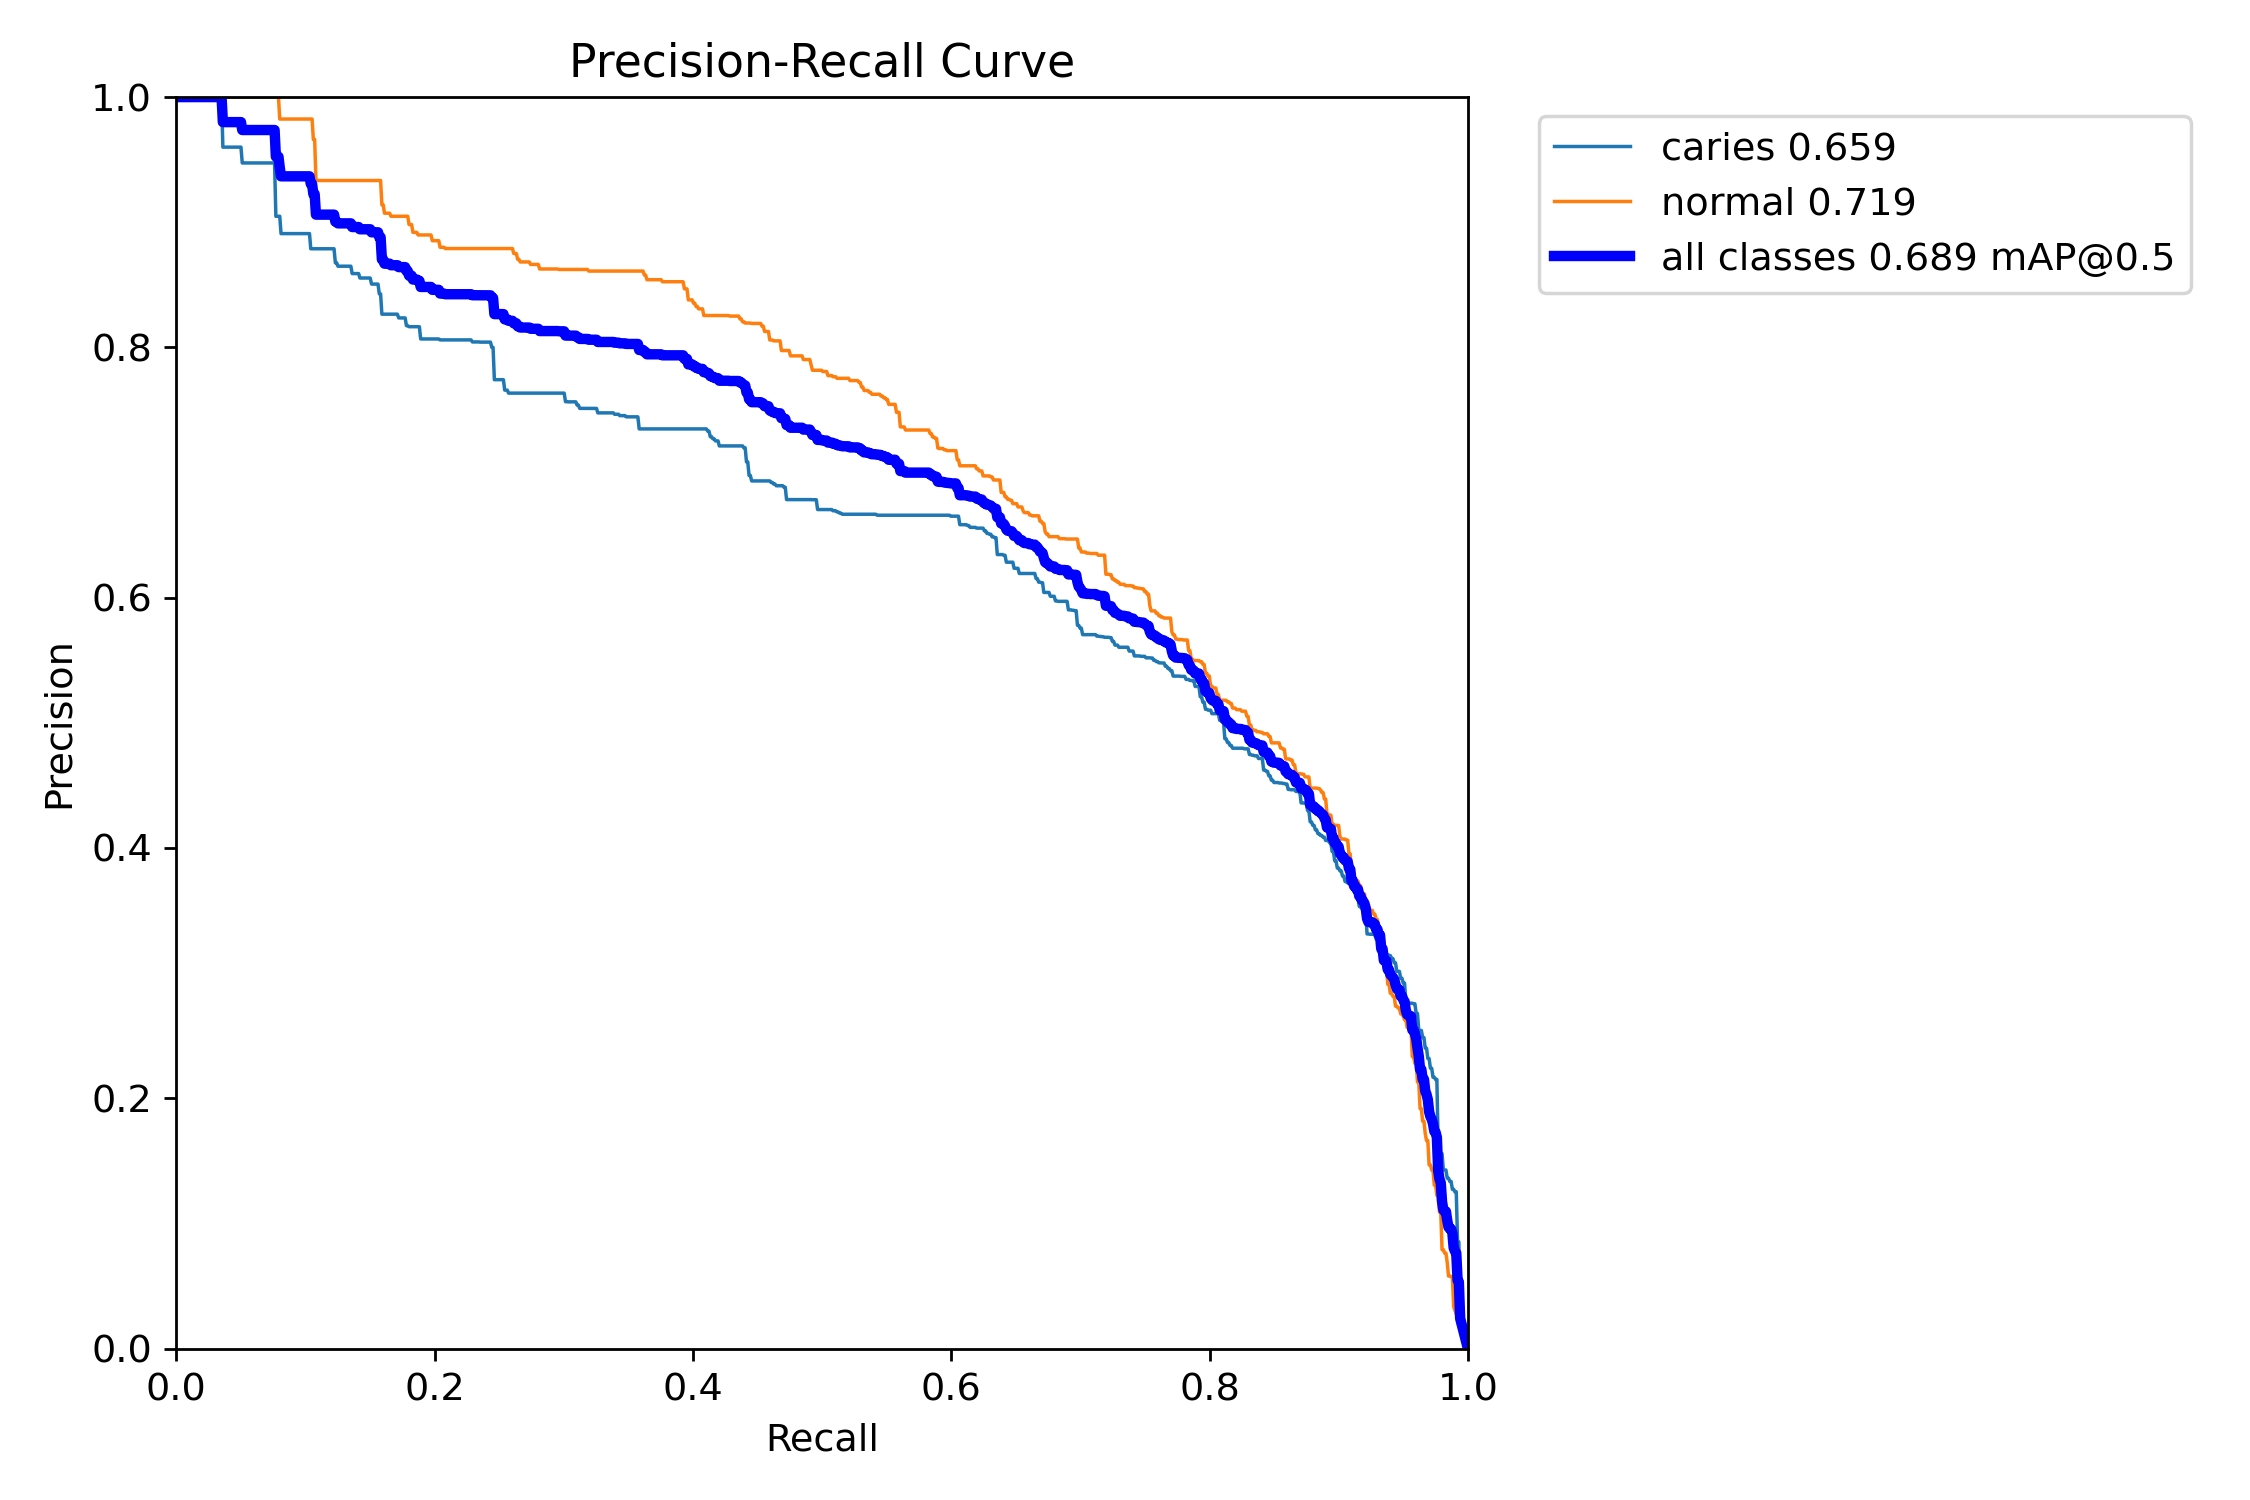 Precision-Recall Curve
1.0
0.8
0.6
0.4
0.2
0.0
Precision
0.0 0.2 0.4 0.6 0.8 1.0
Recall
caries 0.659
normal 0.719
all classes 0.689 mAP@0.5